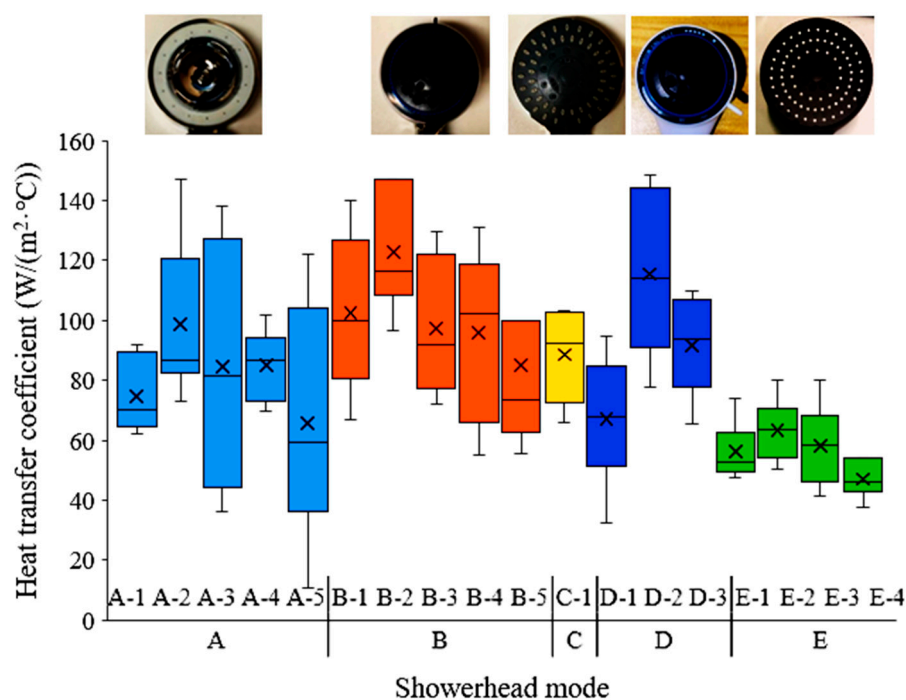 Heat transfer coefficient (W/(m²·℃))
160
140
120
100
80
60
40
20
0
A-1 A-2 A-3 A-4 A-5 B-1 B-2 B-3 B-4 B-5 C-1 D-1 D-2 D-3 E-1 E-2 E-3 E-4
A B C D E
Showerhead mode